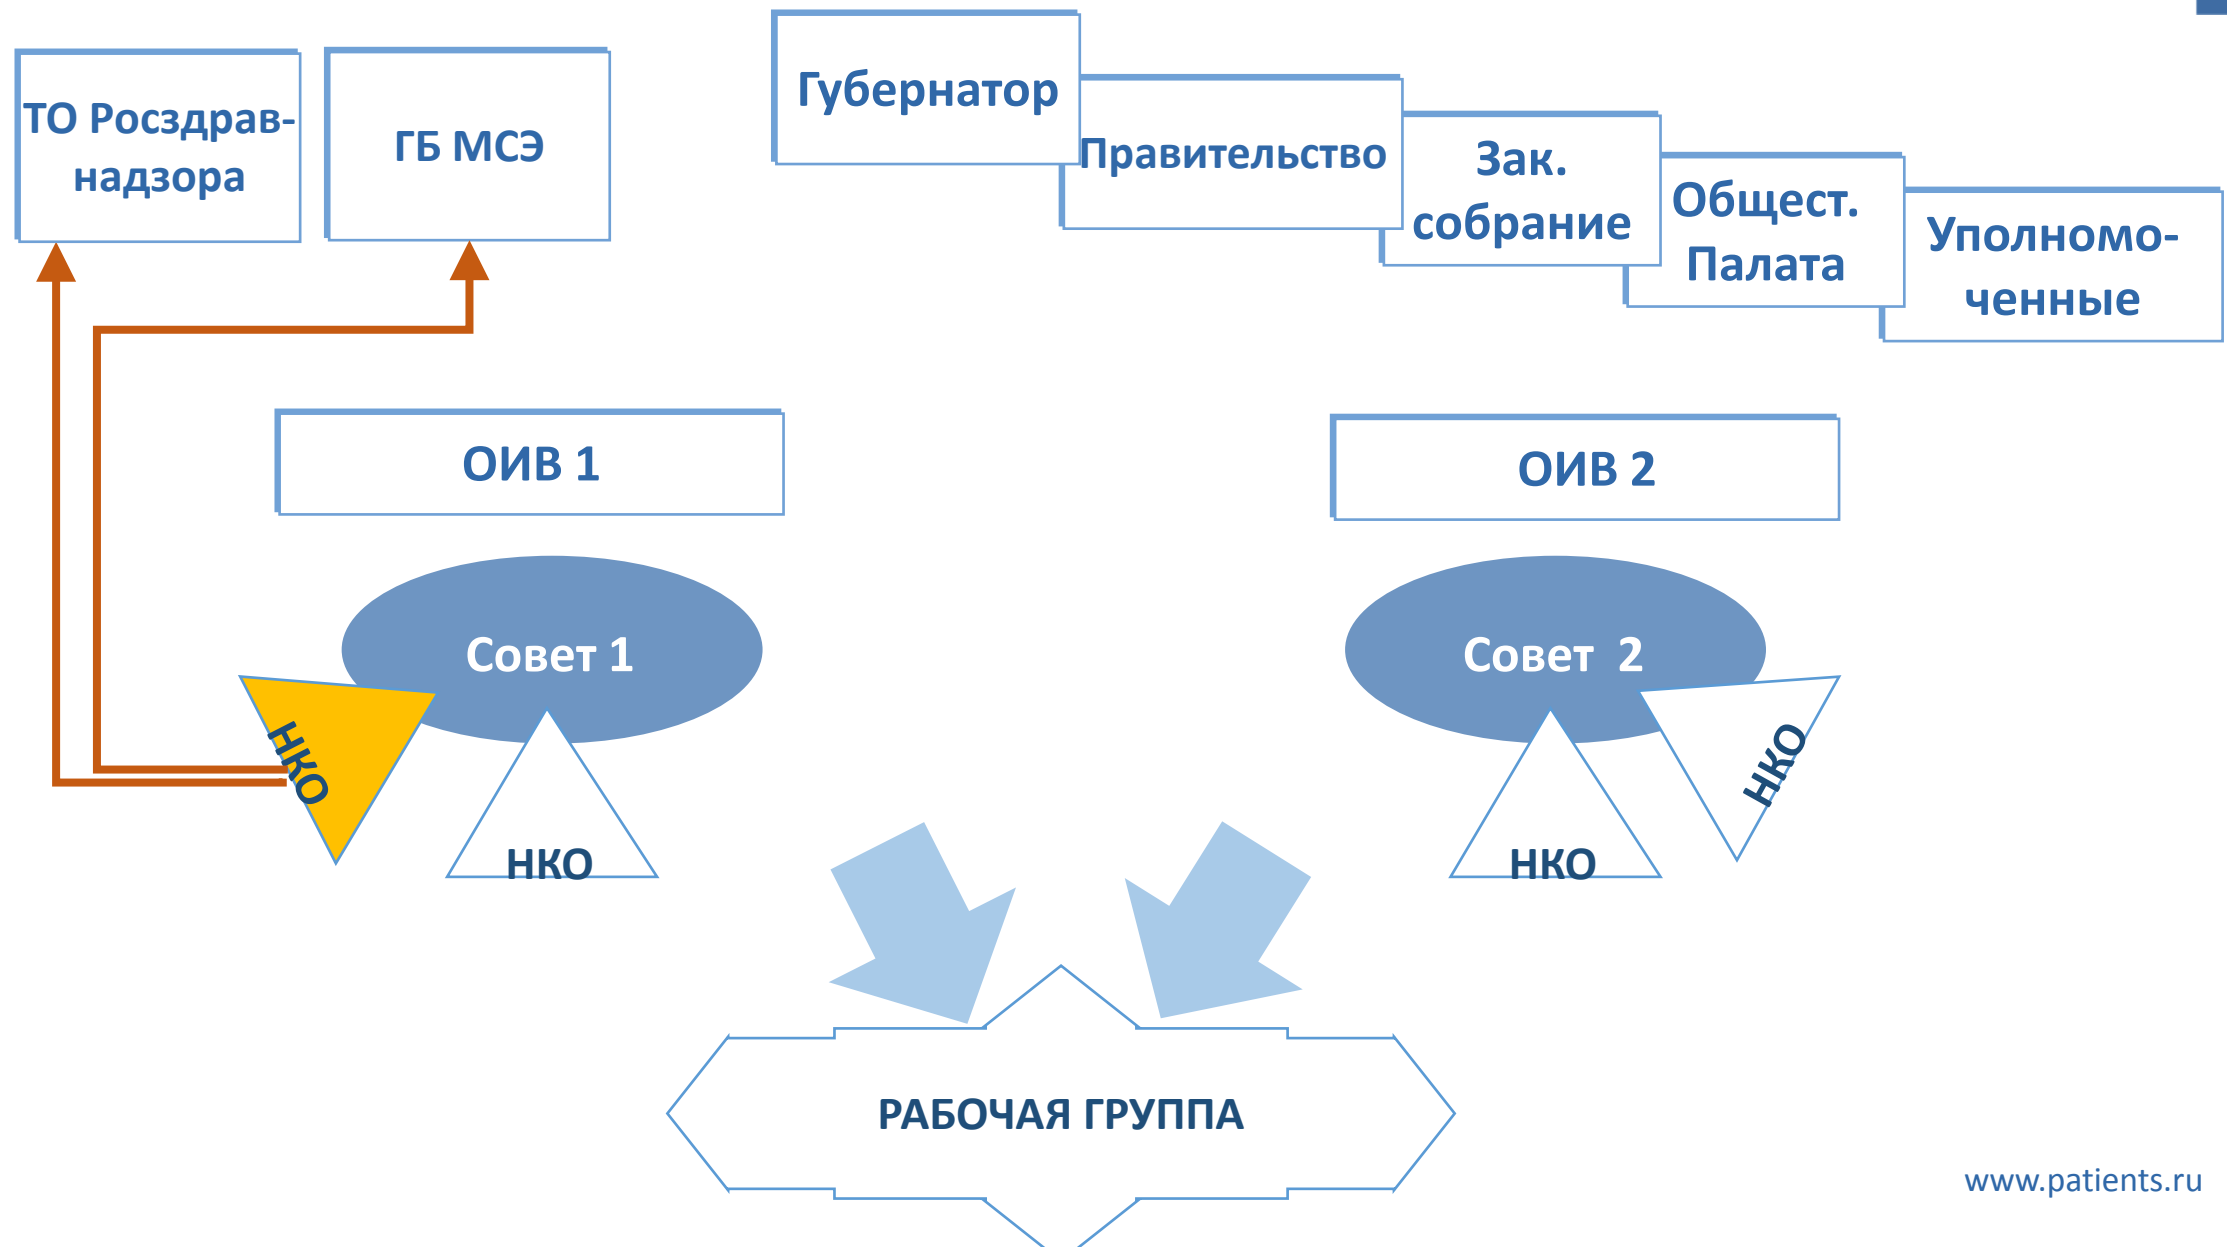 ТО Росздрав-
надзора
ГБ МСЭ
Губернатор
Правительство
Зак.
собрание
Общест.
Палата
Уполномо-
ченные
ОИВ 1
ОИВ 2
Совет 1
Совет 2
НКО
НКО
НКО
НКО
РАБОЧАЯ ГРУППА
www.patients.ru